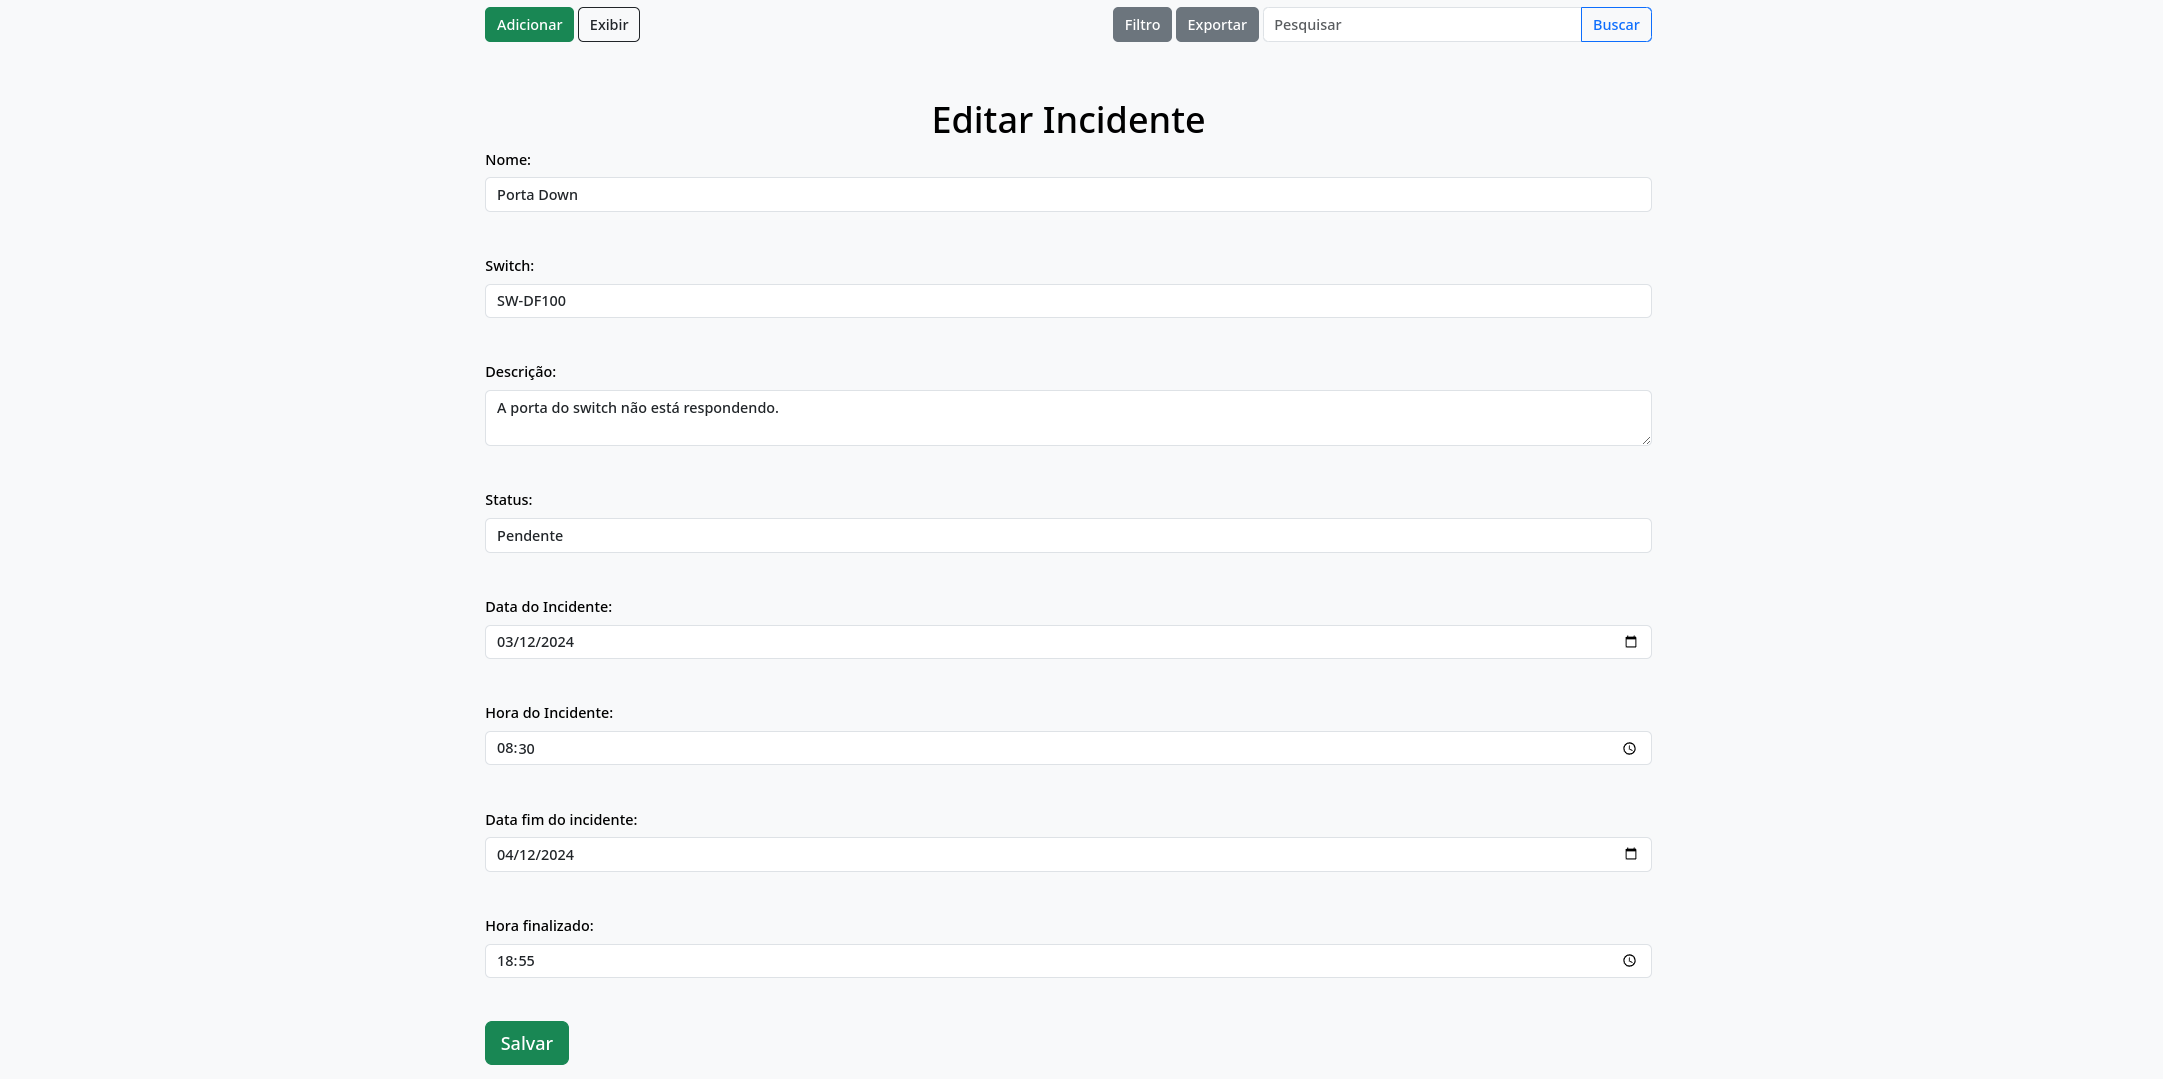 Adicionar Exibir Filtro Exportar Pesquisar Buscar
Editar Incidente
Nome:
Porta Down
Switch:
SW-DF100
Descrição:
A porta do switch não está respondendo.
Status:
Pendente
Data do Incidente:
03/12/2024
Hora do Incidente:
08:30
Data fim do incidente:
04/12/2024
Hora finalizado:
18:55
Salvar